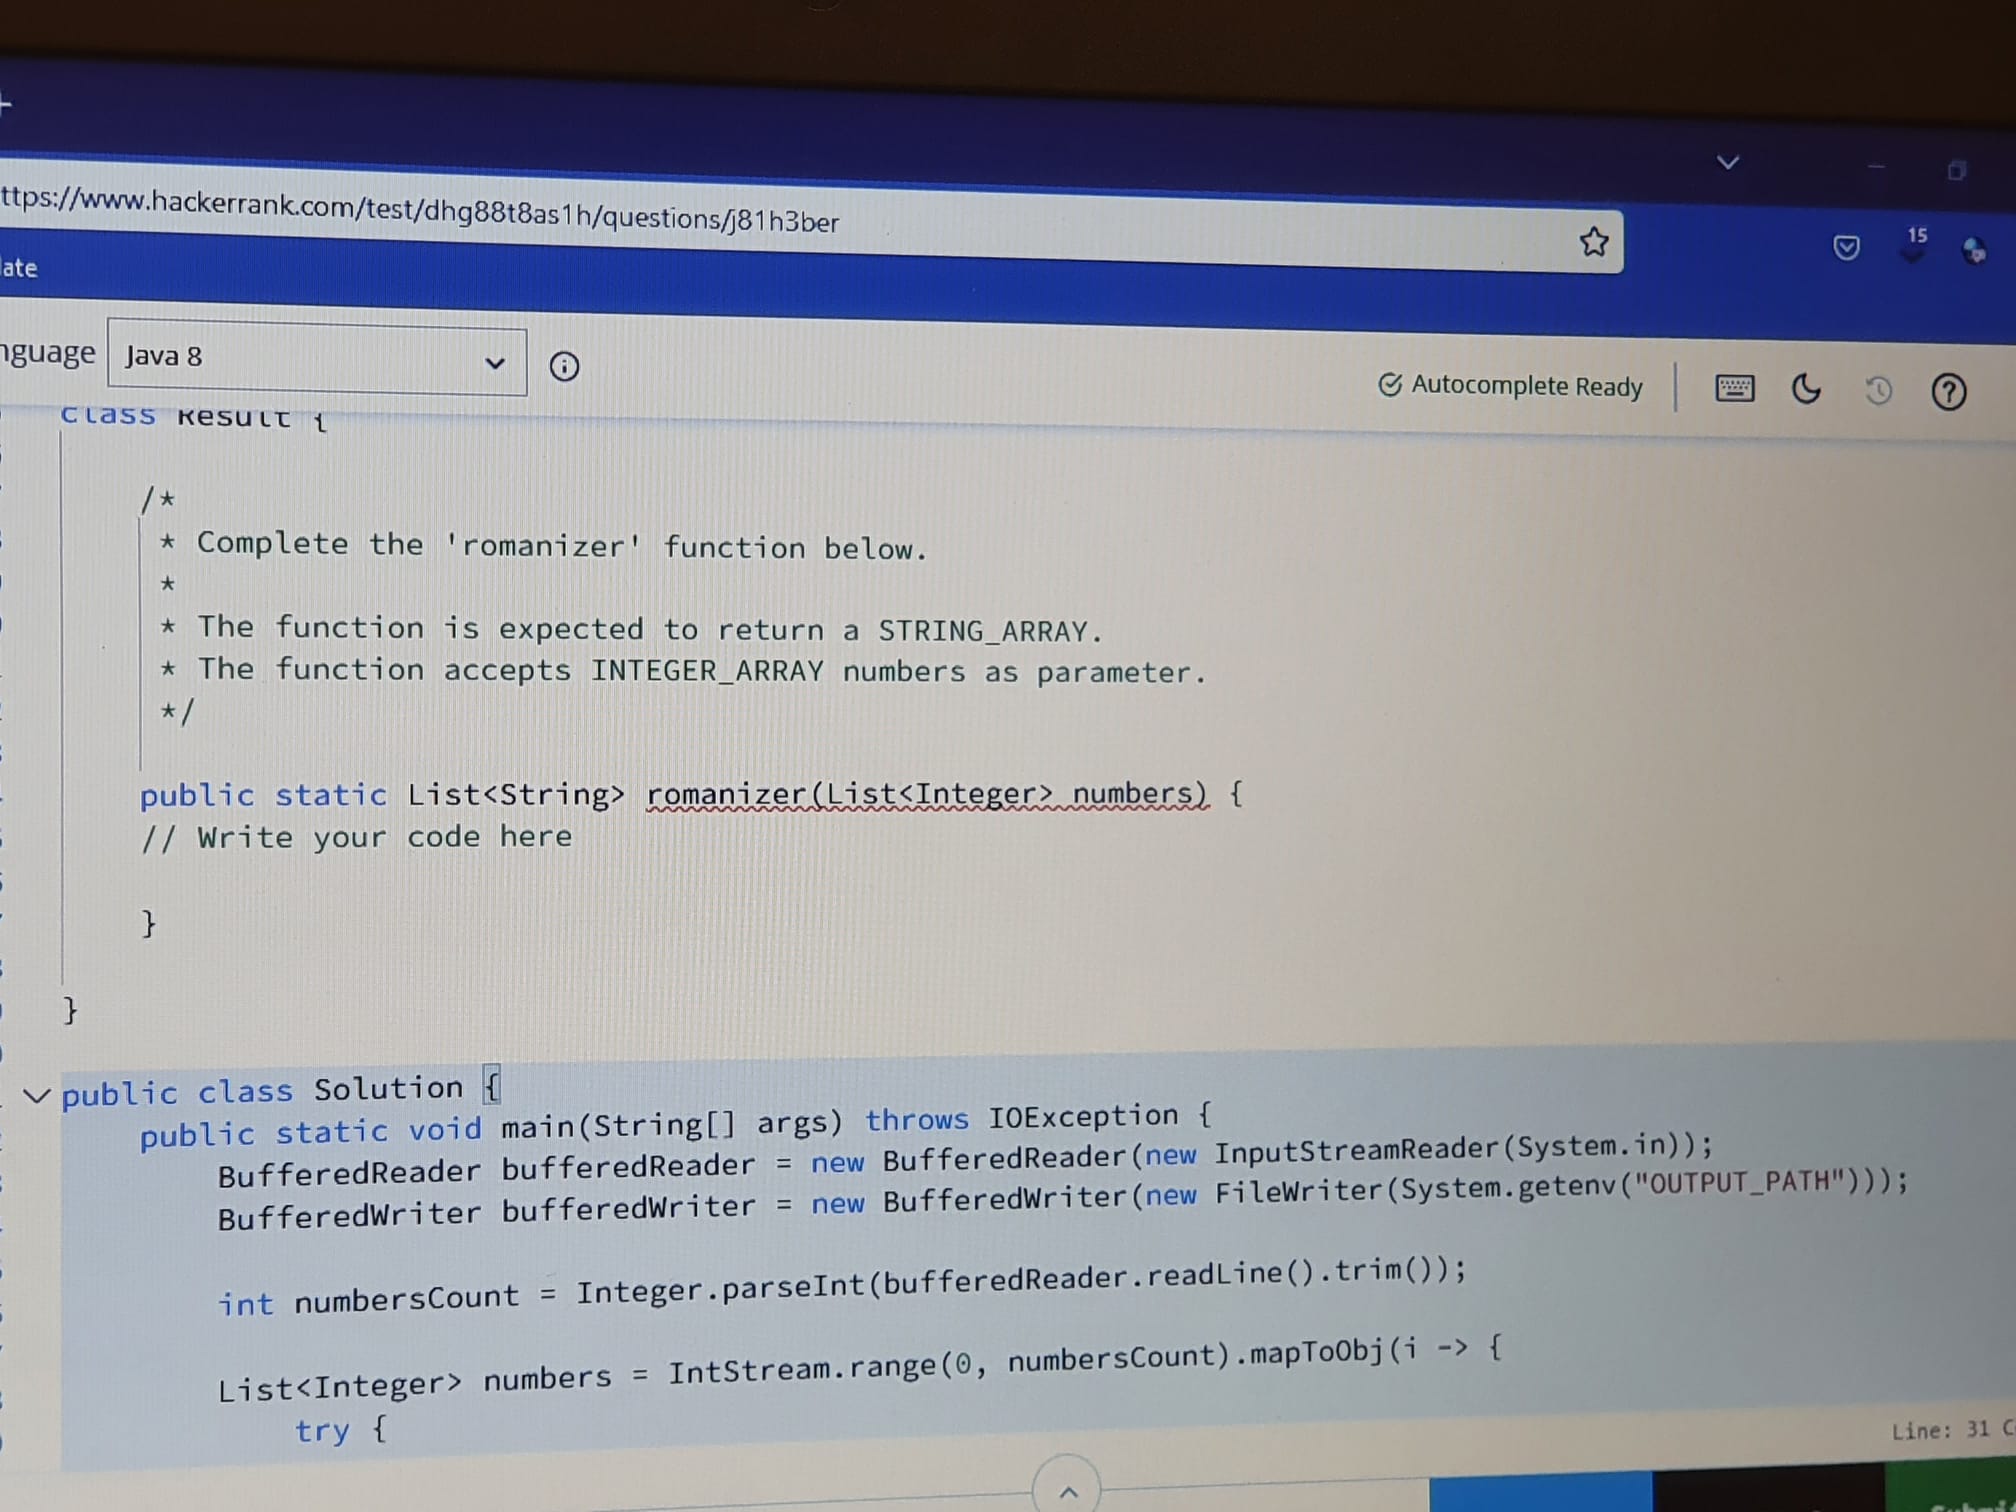 ttps://www.hackerrank.com/test/dhg88t8as1h/questions/j81h3ber
15
ate
nguage Java 8
Autocomplete Ready
class Result {
/*
* Complete the 'romanizer' function below.
*
* The function is expected to return a STRING_ARRAY.
* The function accepts INTEGER_ARRAY numbers as parameter.
*/
public static List<String> romanizer(List<Integer> numbers) {
// Write your code here
}
}
public class Solution {
public static void main(String[] args) throws IOException {
BufferedReader bufferedReader = new BufferedReader(new InputStreamReader(System.in));
BufferedWriter bufferedWriter = new BufferedWriter(new FileWriter(System.getenv("OUTPUT_PATH")));
int numbersCount = Integer.parseInt(bufferedReader.readLine().trim());
List<Integer> numbers = IntStream.range(0, numbersCount).mapToObj(i -> {
try {
Line: 31 C